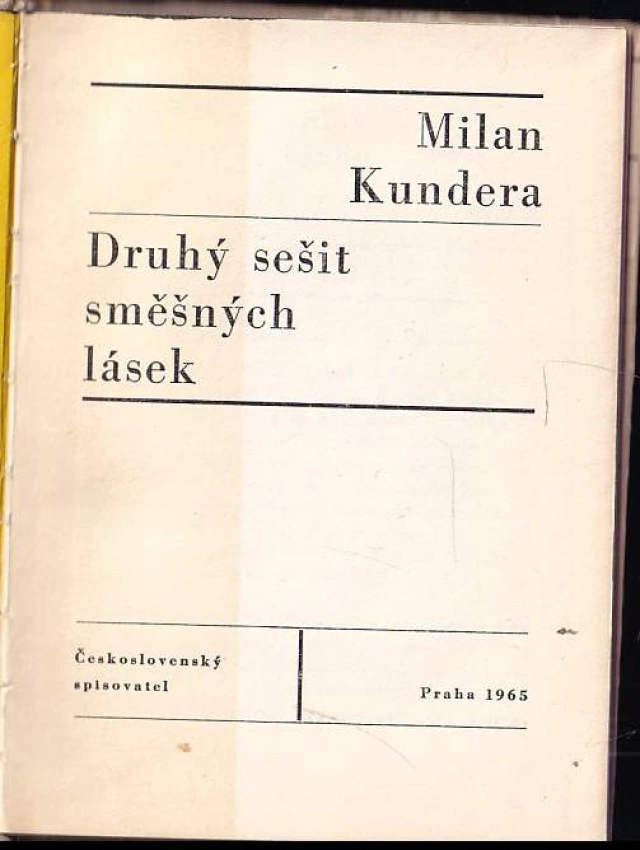 Milan
Kundera
Druhý sešit
směšných
lásek
Československý
spisovatel
Praha 1965